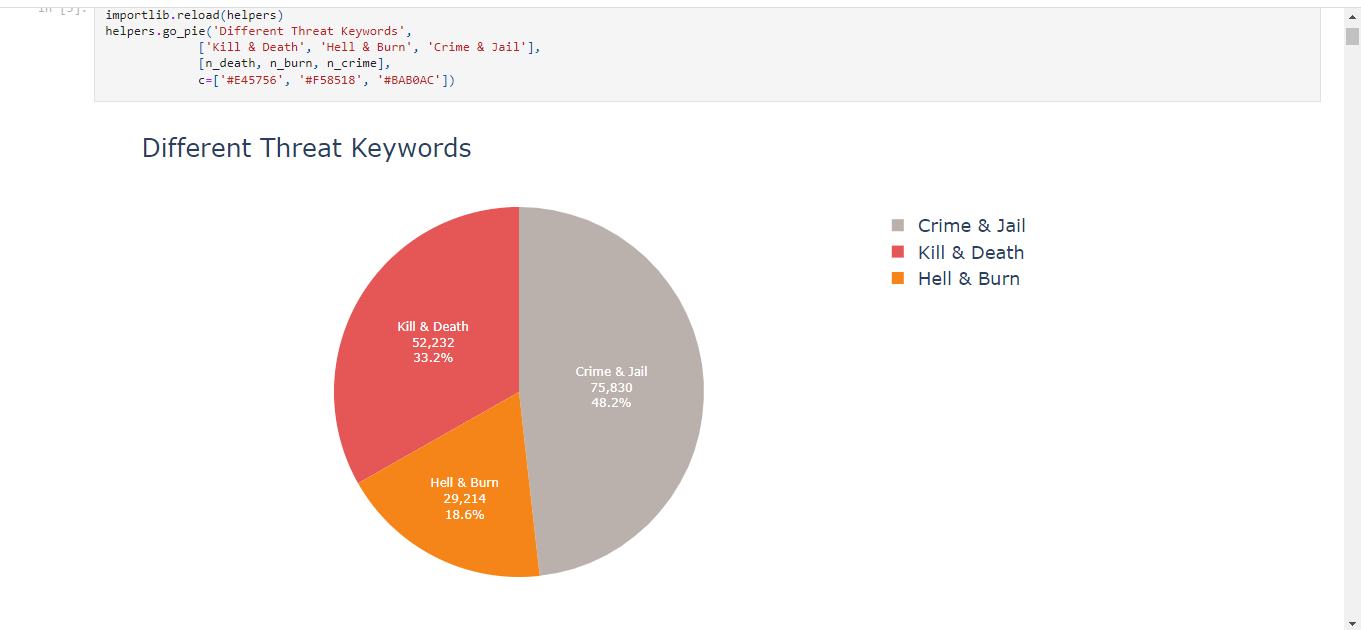 importlib.reload(helpers)
helpers.go_pie('Different Threat Keywords',
['Kill & Death', 'Hell & Burn', 'Crime & Jail'],
[n_death, n_burn, n_crime],
c=['#E45756', '#F58518', '#BAB0AC'])
Different Threat Keywords
Crime & Jail
Kill & Death
Hell & Burn
Kill & Death
52,232
33.2%
Crime & Jail
75,830
48.2%
Hell & Burn
29,214
18.6%